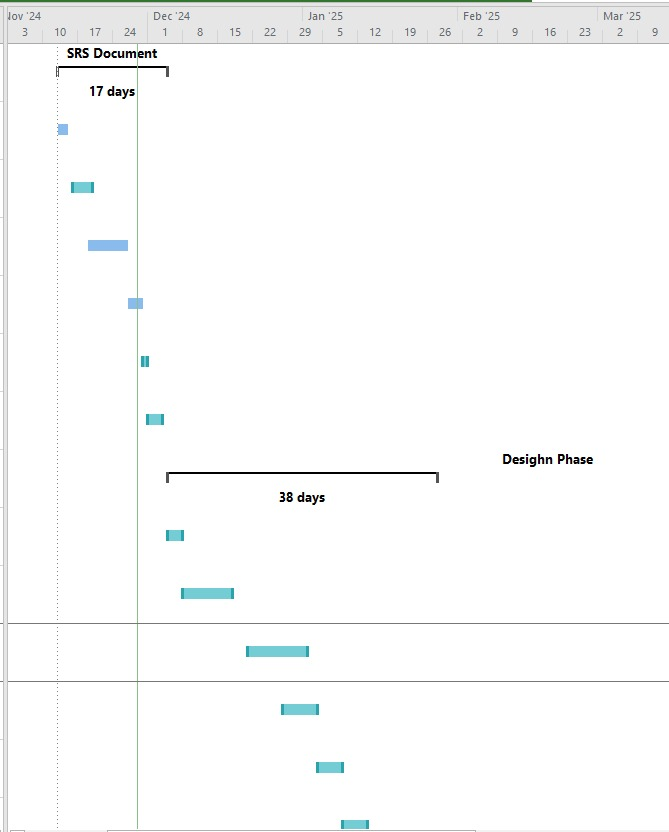 Nov '24 Dec '24 Jan '25 Feb '25 Mar '25
3 10 17 24 1 8 15 22 29 5 12 19 26 2 9 16 23 2 9
SRS Document
17 days
Desighn Phase
38 days